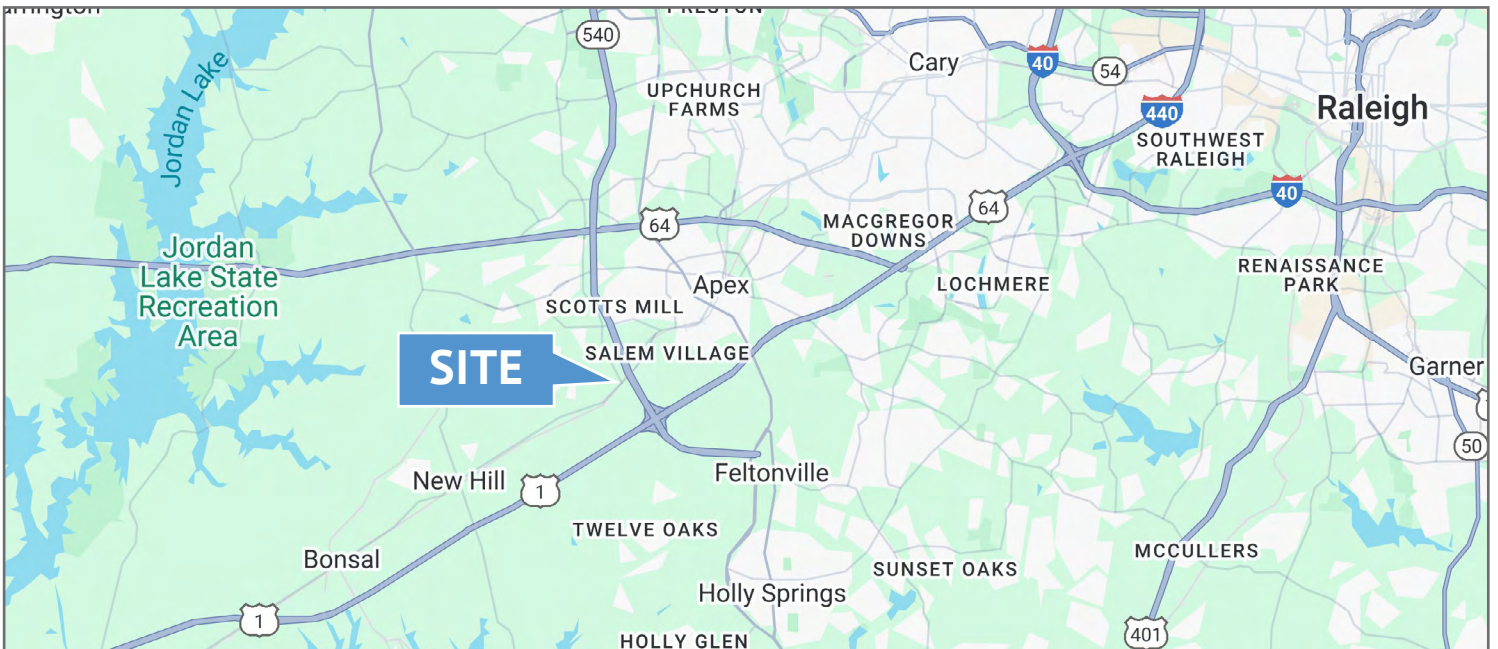 PRESTON
540
Jordan Lake
Cary
40
54
UPCHURCH
FARMS
440
Raleigh
SOUTHWEST
RALEIGH
40
64
64
MACGREGOR
DOWNS
Jordan
Lake State
Recreation
Area
RENAISSANCE
PARK
Apex
LOCHMERE
SCOTTS MILL
SITE
SALEM VILLAGE
Garner
50
New Hill
Feltonville
1
TWELVE OAKS
Bonsal
MCCULLERS
SUNSET OAKS
Holly Springs
1
401
HOLLY GLEN